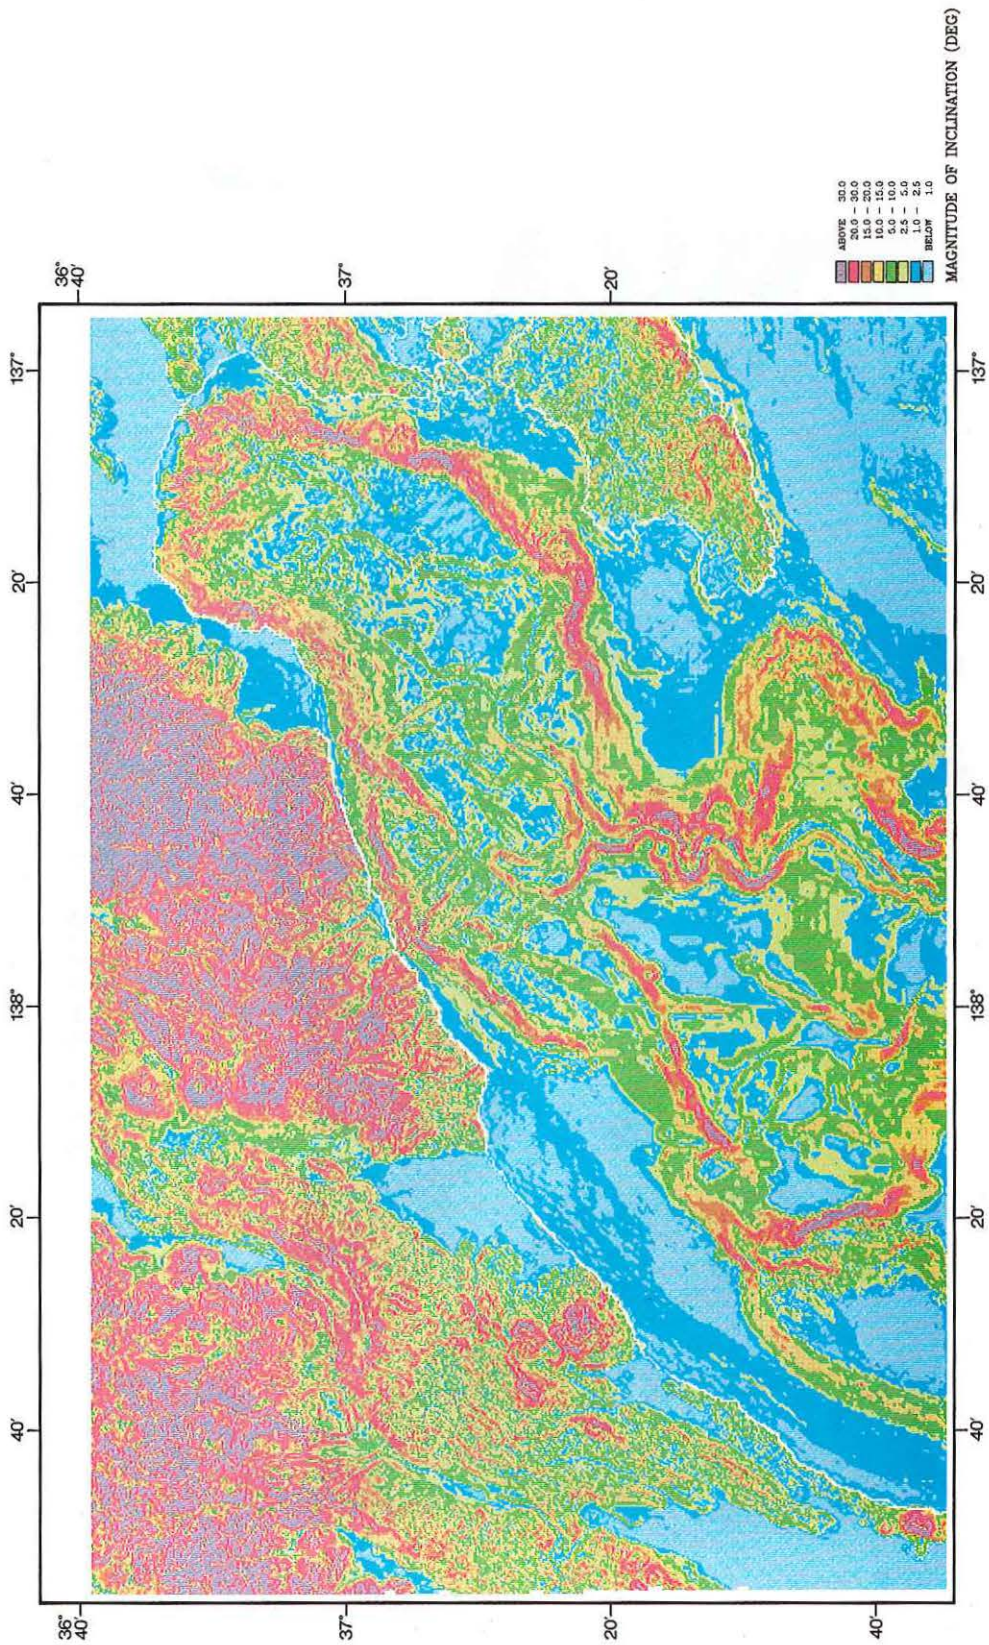 40' 20' 138° 40' 20' 137°
36° 36°
40' 40'
37° 37°
20' 20'
40'
40' 20' 138° 40' 20' 137°
ABOVE 30.0
20.0 – 30.0
15.0 – 20.0
10.0 – 15.0
5.0 – 10.0
2.5 – 5.0
1.0 – 2.5
BELOW 1.0
MAGNITUDE OF INCLINATION (DEG)